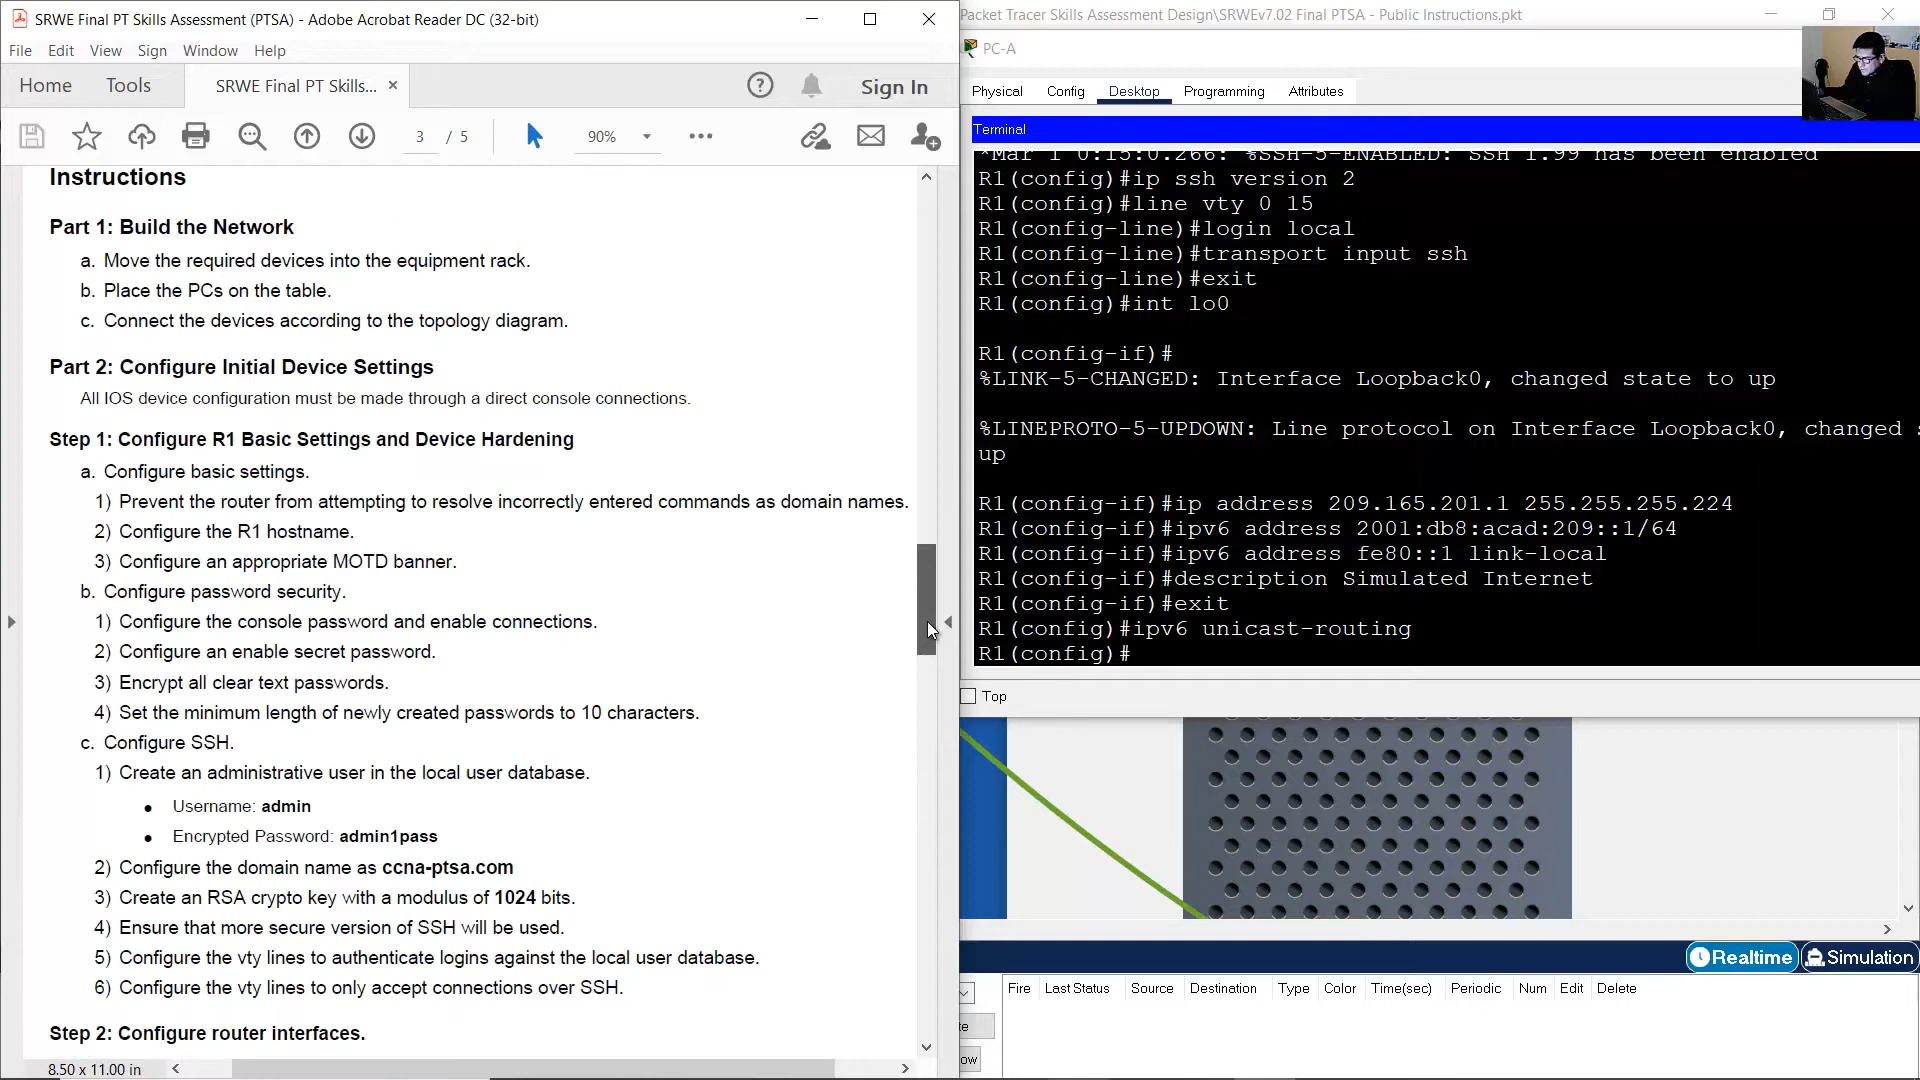 SRWE Final PT Skills Assessment (PTSA) - Adobe Acrobat Reader DC (32-bit)
File Edit View Sign Window Help
Home Tools SRWE Final PT Skills... × Sign In
3 / 5 90%
Instructions
Part 1: Build the Network
a. Move the required devices into the equipment rack.
b. Place the PCs on the table.
c. Connect the devices according to the topology diagram.
Part 2: Configure Initial Device Settings
All IOS device configuration must be made through a direct console connections.
Step 1: Configure R1 Basic Settings and Device Hardening
a. Configure basic settings.
1) Prevent the router from attempting to resolve incorrectly entered commands as domain names.
2) Configure the R1 hostname.
3) Configure an appropriate MOTD banner.
b. Configure password security.
1) Configure the console password and enable connections.
2) Configure an enable secret password.
3) Encrypt all clear text passwords.
4) Set the minimum length of newly created passwords to 10 characters.
c. Configure SSH.
1) Create an administrative user in the local user database.
• Username: admin
• Encrypted Password: admin1pass
2) Configure the domain name as ccna-ptsa.com
3) Create an RSA crypto key with a modulus of 1024 bits.
4) Ensure that more secure version of SSH will be used.
5) Configure the vty lines to authenticate logins against the local user database.
6) Configure the vty lines to only accept connections over SSH.
Step 2: Configure router interfaces.
8.50 x 11.00 in
Packet Tracer Skills Assessment Design\SRWEv7.02 Final PTSA - Public Instructions.pkt
PC-A
Physical Config Desktop Programming Attributes
Terminal
*Mar 1 0:15:0.266: %SSH-5-ENABLED: SSH 1.99 has been enabled
R1(config)#ip ssh version 2
R1(config)#line vty 0 15
R1(config-line)#login local
R1(config-line)#transport input ssh
R1(config-line)#exit
R1(config)#int lo0
R1(config-if)#
%LINK-5-CHANGED: Interface Loopback0, changed state to up
%LINEPROTO-5-UPDOWN: Line protocol on Interface Loopback0, changed
up
R1(config-if)#ip address 209.165.201.1 255.255.255.224
R1(config-if)#ipv6 address 2001:db8:acad:209::1/64
R1(config-if)#ipv6 address fe80::1 link-local
R1(config-if)#description Simulated Internet
R1(config-if)#exit
R1(config)#ipv6 unicast-routing
R1(config)#
Top
Realtime Simulation
Fire Last Status Source Destination Type Color Time(sec) Periodic Num Edit Delete